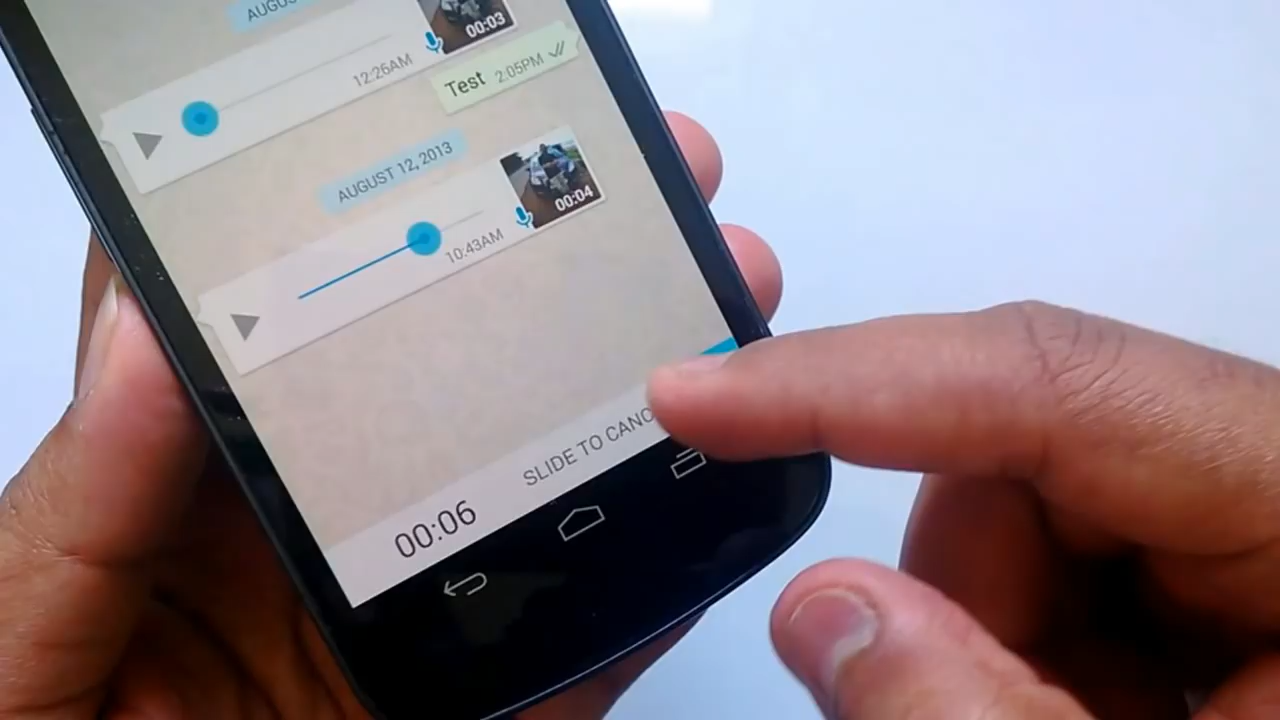 AUGUS
00:03
12:26AM
Test 2:05PM
AUGUST 12, 2013
00:04
10:43AM
SLIDE TO CANC
00:06